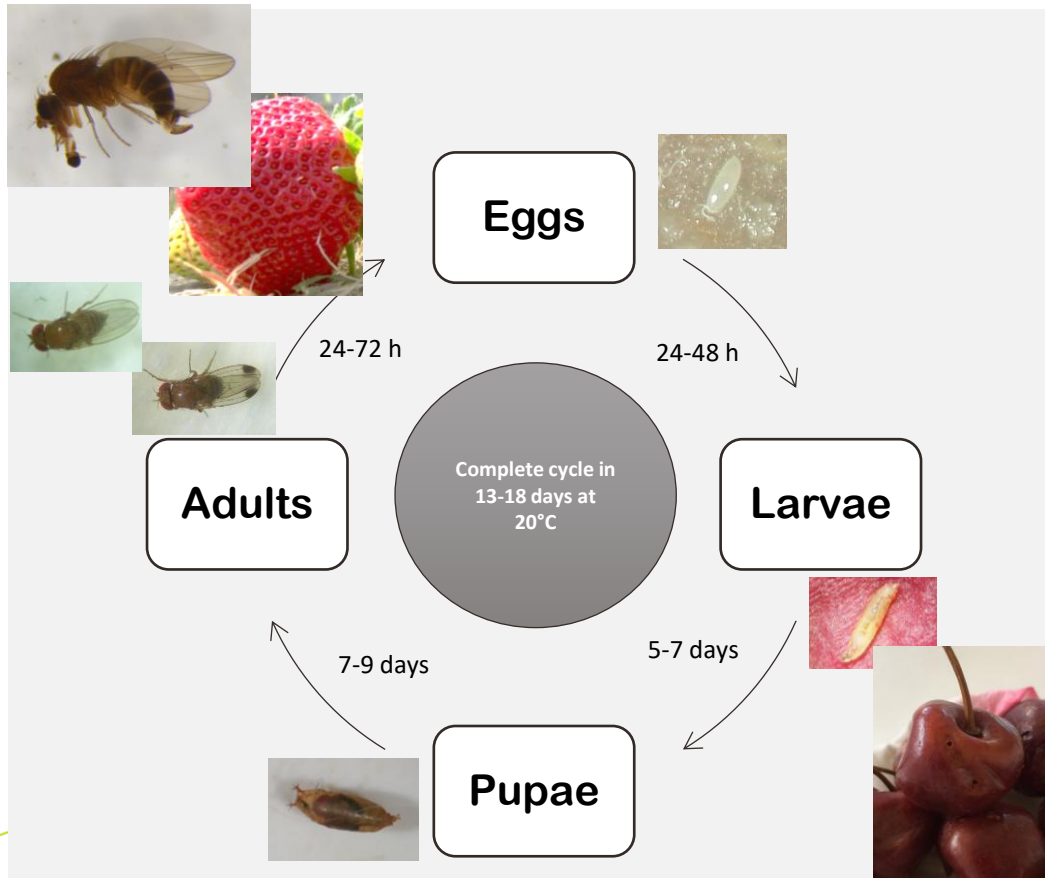 Eggs
24-72 h
24-48 h
Complete cycle in
13-18 days at
20°C
Adults
Larvae
7-9 days
5-7 days
Pupae